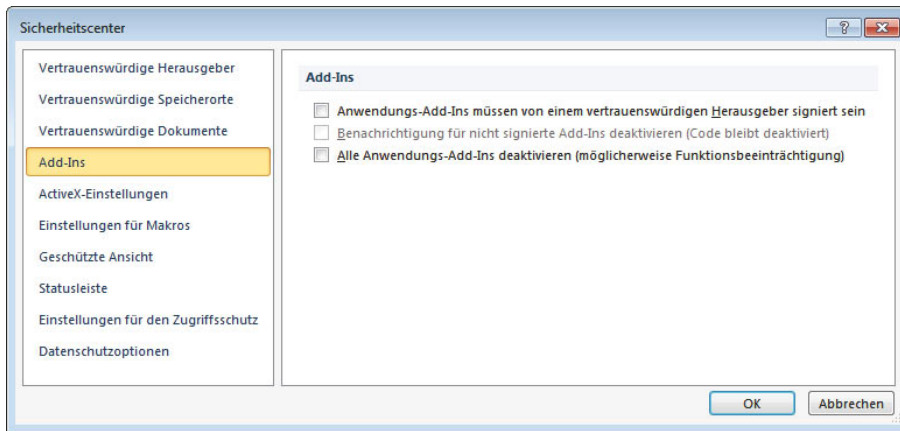 Sicherheitscenter
Vertrauenswürdige Herausgeber
Vertrauenswürdige Speicherorte
Vertrauenswürdige Dokumente
Add-Ins
ActiveX-Einstellungen
Einstellungen für Makros
Geschützte Ansicht
Statusleiste
Einstellungen für den Zugriffsschutz
Datenschutzoptionen
Add-Ins
Anwendungs-Add-Ins müssen von einem vertrauenswürdigen Herausgeber signiert sein
Benachrichtigung für nicht signierte Add-Ins deaktivieren (Code bleibt deaktiviert)
Alle Anwendungs-Add-Ins deaktivieren (möglicherweise Funktionsbeeinträchtigung)
OK
Abbrechen